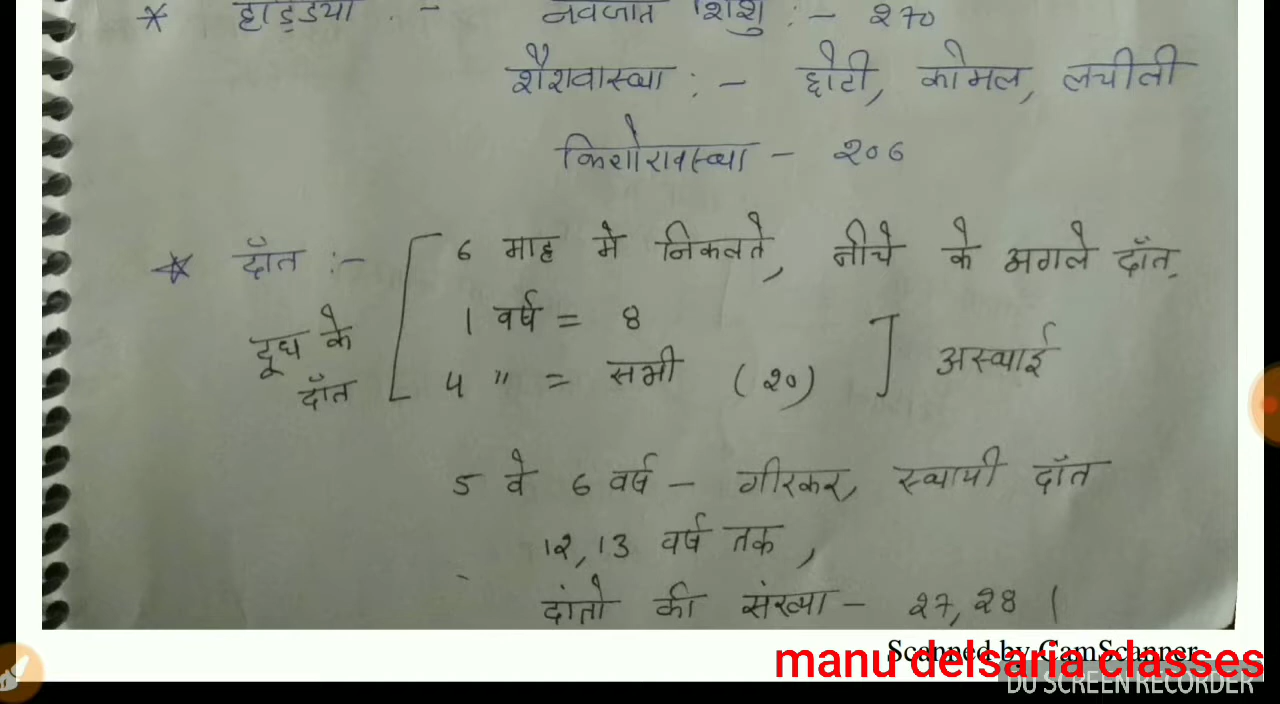 * हड्डिया :- नवजात शिशु :- 270
शैशवास्था :- छोटी, कोमल, लचीली
किशोरावस्था - 206
* दाँत :- 6 माह मे निकलते, नीचे के अगले दाँत,
दूध के दाँत
1 वर्ष = 8
4 " = सभी (20) अस्थाई
5 वे 6 वर्ष - गीरकर, स्थायी दाँत
12,13 वर्ष तक,
दांतो की संख्या - 27,28 |
Scanned by CamScanner
manu delsaria classes
DU SCREEN RECORDER